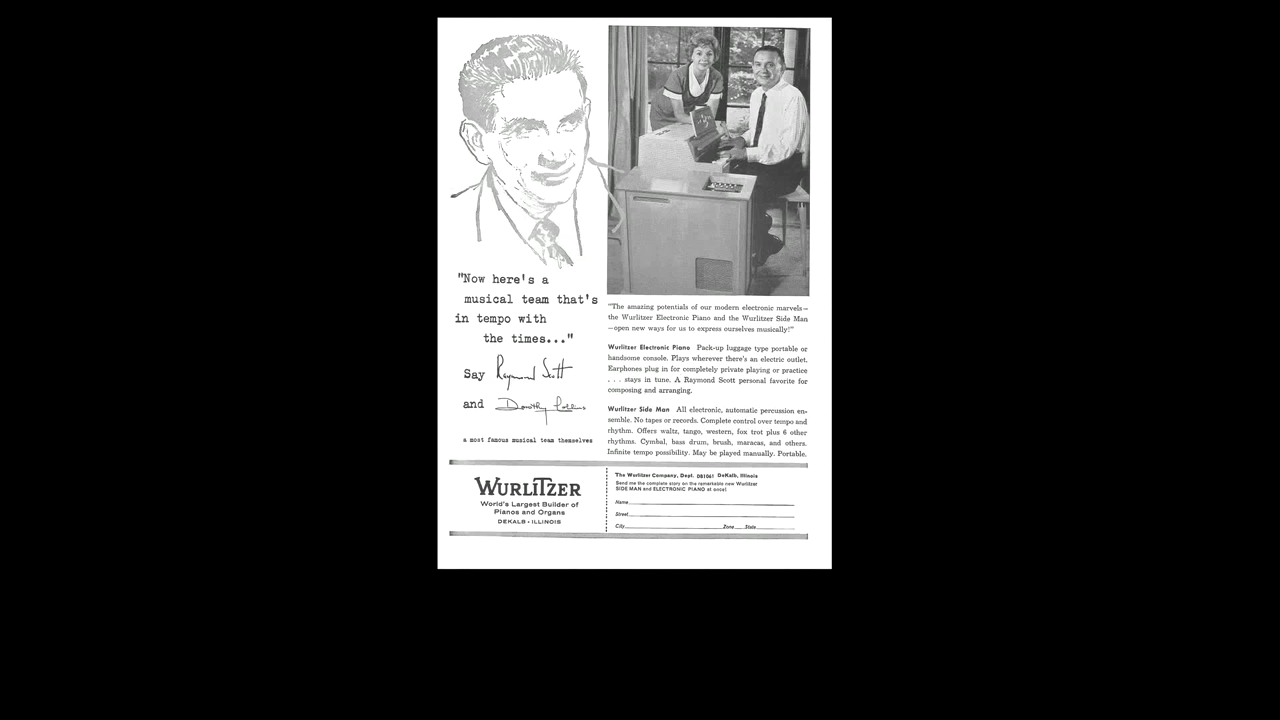 "Now here's a
musical team that's
in tempo with
the times..."
Say Raymond Scott
and Dorothy Collins
a most famous musical team themselves
"The amazing potentials of our modern electronic marvels—
the Wurlitzer Electronic Piano and the Wurlitzer Side Man
—open new ways for us to express ourselves musically!"
Wurlitzer Electronic Piano Pack-up luggage type portable or
handsome console. Plays wherever there's an electric outlet.
Earphones plug in for completely private playing or practice
. . . stays in tune. A Raymond Scott personal favorite for
composing and arranging.
Wurlitzer Side Man All electronic, automatic percussion en-
semble. No tapes or records. Complete control over tempo and
rhythm. Offers waltz, tango, western, fox trot plus 6 other
rhythms. Cymbal, bass drum, brush, maracas, and others.
Infinite tempo possibility. May be played manually. Portable.
WURLITZER
World's Largest Builder of
Pianos and Organs
DEKALB • ILLINOIS
The Wurlitzer Company, Dept. DB1061 DeKalb, Illinois
Send me the complete story on the remarkable new Wurlitzer
SIDE MAN and ELECTRONIC PIANO at once!
Name
Street
City Zone State